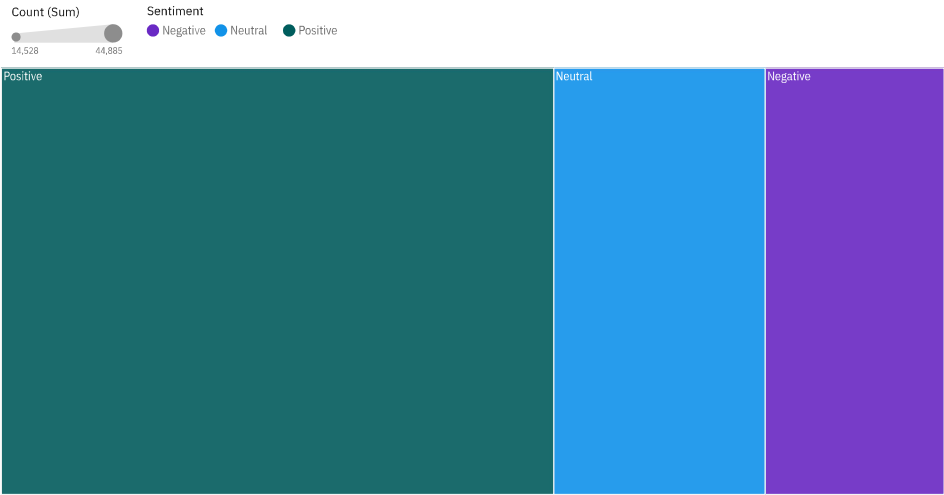 Count (Sum)
14,528 44,885
Sentiment
Negative Neutral Positive
Positive
Neutral
Negative